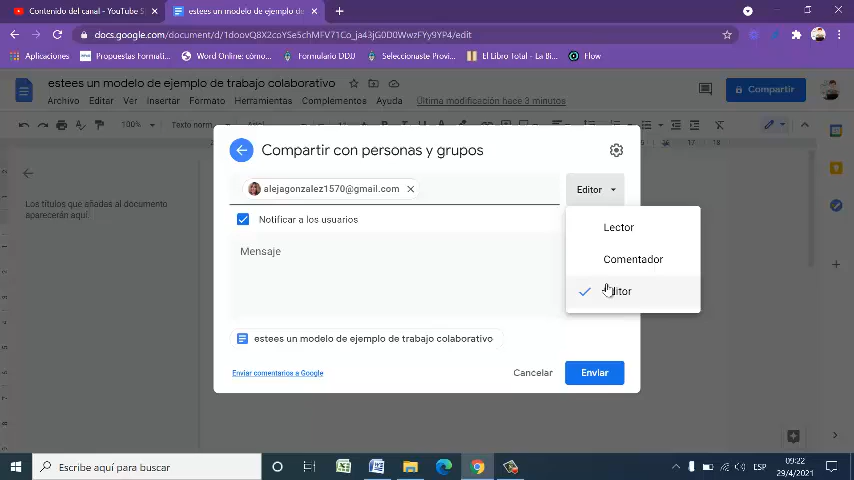 Contenido del canal - YouTube S
estees un modelo de ejemplo de t
docs.google.com/document/d/1doovQ8X2coYSe5chMFV71Co_ja43jG0D0WwzFYy9YP4/edit
Aplicaciones
Propuestas Formati...
Word Online: cómo...
Formulario DDJJ
Seleccionaste Provi...
El Libro Total - La Bi...
Flow
estees un modelo de ejemplo de trabajo colaborativo
Archivo Editar Ver Insertar Formato Herramientas Complementos Ayuda Última modificación hace 3 minutos
Compartir
100% Texto norm...
17 18
Los títulos que añadas al documento
aparecerán aquí
Compartir con personas y grupos
alejagonzalez1570@gmail.com
Editor
Notificar a los usuarios
Mensaje
Lector
Comentador
estees un modelo de ejemplo de trabajo colaborativo
Enviar comentarios a Google
Cancelar
Enviar
Escribe aquí para buscar
ESP
09:22
29/4/2021